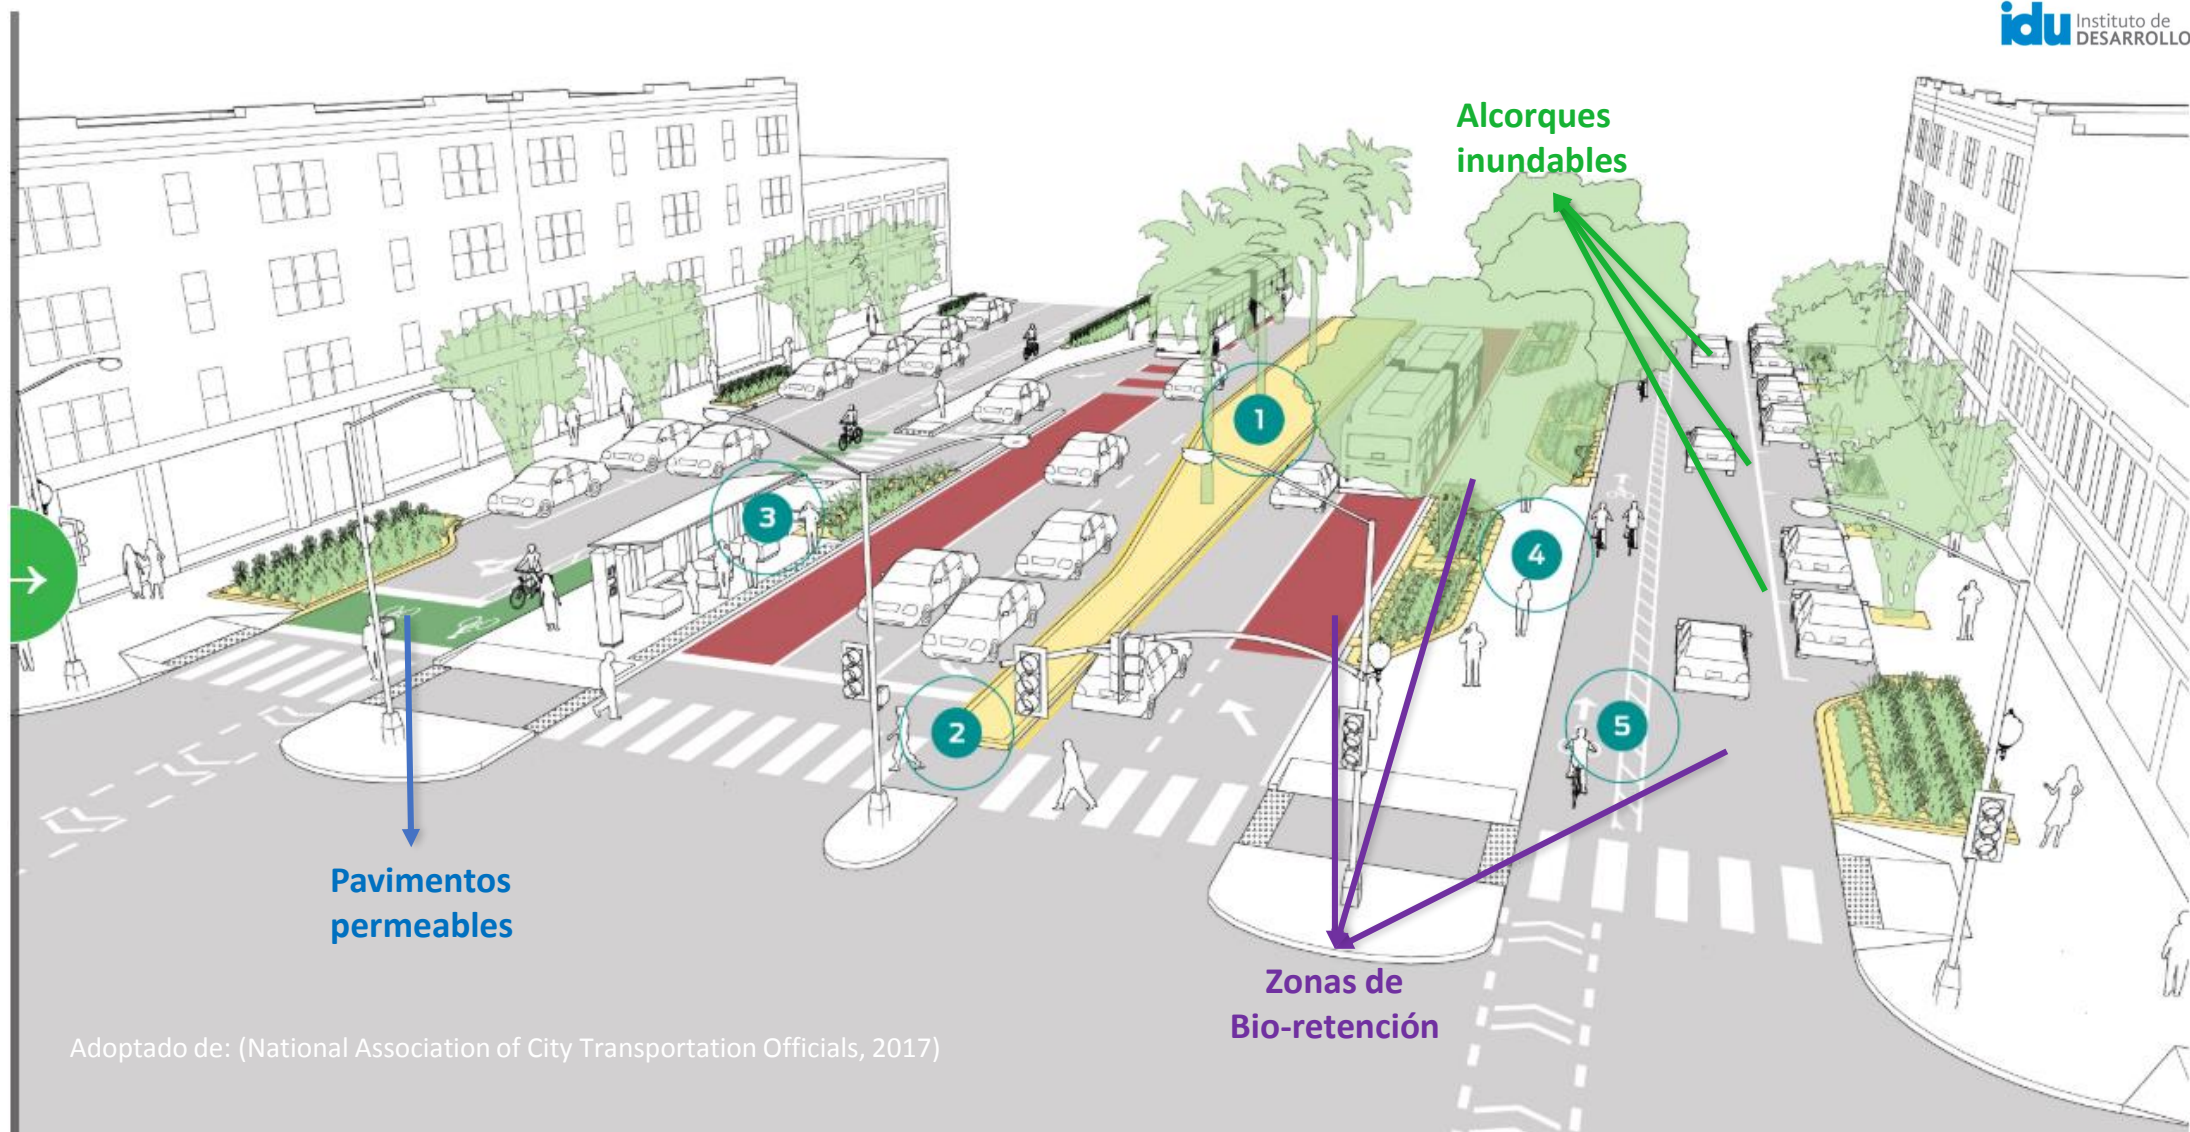 idu Instituto de
DESARROLLO
Alcorques
inundables
1
3
4
5
2
Pavimentos
permeables
Zonas de
Bio-retención
Adoptado de: (National Association of City Transportation Officials, 2017)